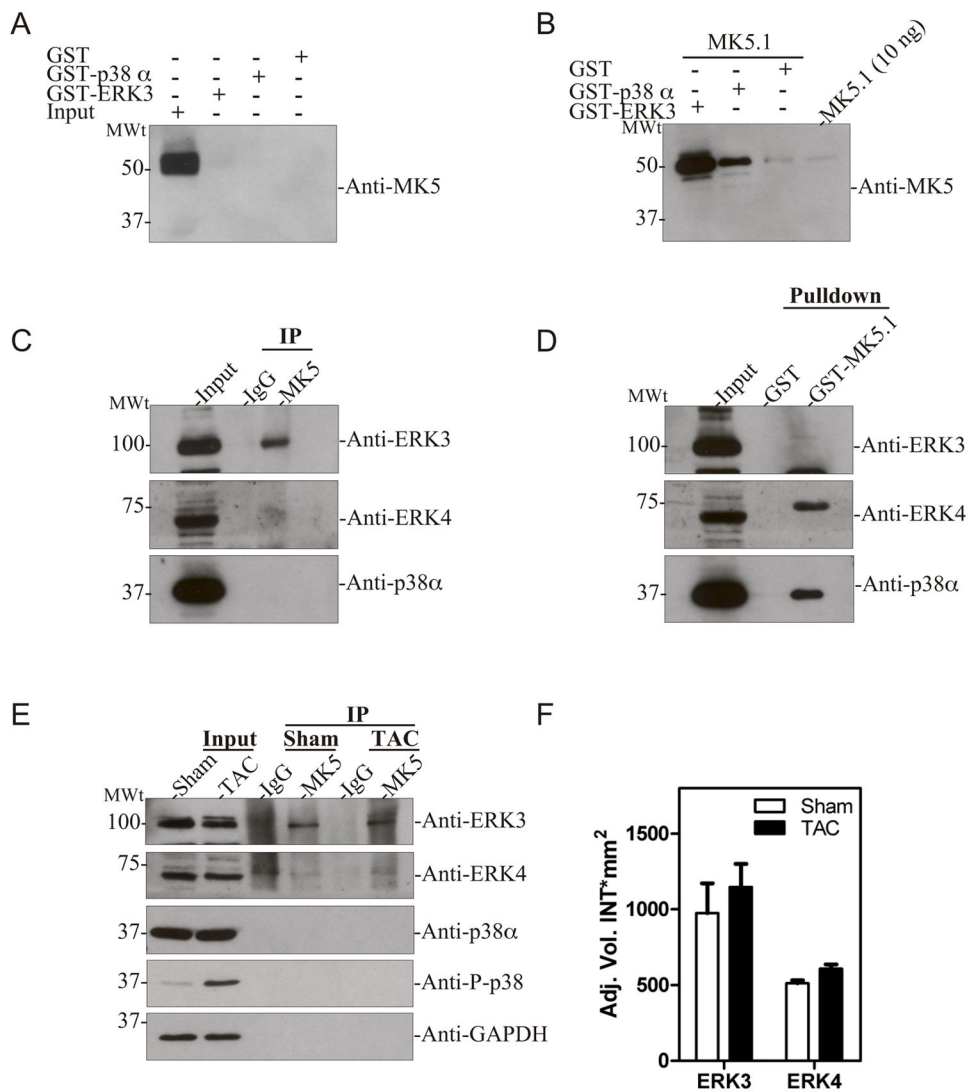 A
GST - - - +
GST-p38 α - - + -
GST-ERK3 - + - -
Input + - - -
MWt
50-
37-
-Anti-MK5
B
MK5.1
GST - - +
GST-p38 α - + -
GST-ERK3 + - -
-MK5.1 (10 ng)
MWt
50-
37-
-Anti-MK5
C
IP
-Input
-IgG
-MK5
MWt
100-
-Anti-ERK3
75-
-Anti-ERK4
37-
-Anti-p38α
D
Pulldown
-Input
-GST
-GST-MK5.1
MWt
100-
-Anti-ERK3
75-
-Anti-ERK4
37-
-Anti-p38α
E
IP
Input Sham TAC
-Sham
-TAC
-IgG
-MK5
-IgG
-MK5
MWt
100-
-Anti-ERK3
75-
-Anti-ERK4
37-
-Anti-p38α
37-
-Anti-P-p38
37-
-Anti-GAPDH
F
Sham
TAC
Adj. Vol. INT*mm2
1500
1000
500
0
ERK3 ERK4